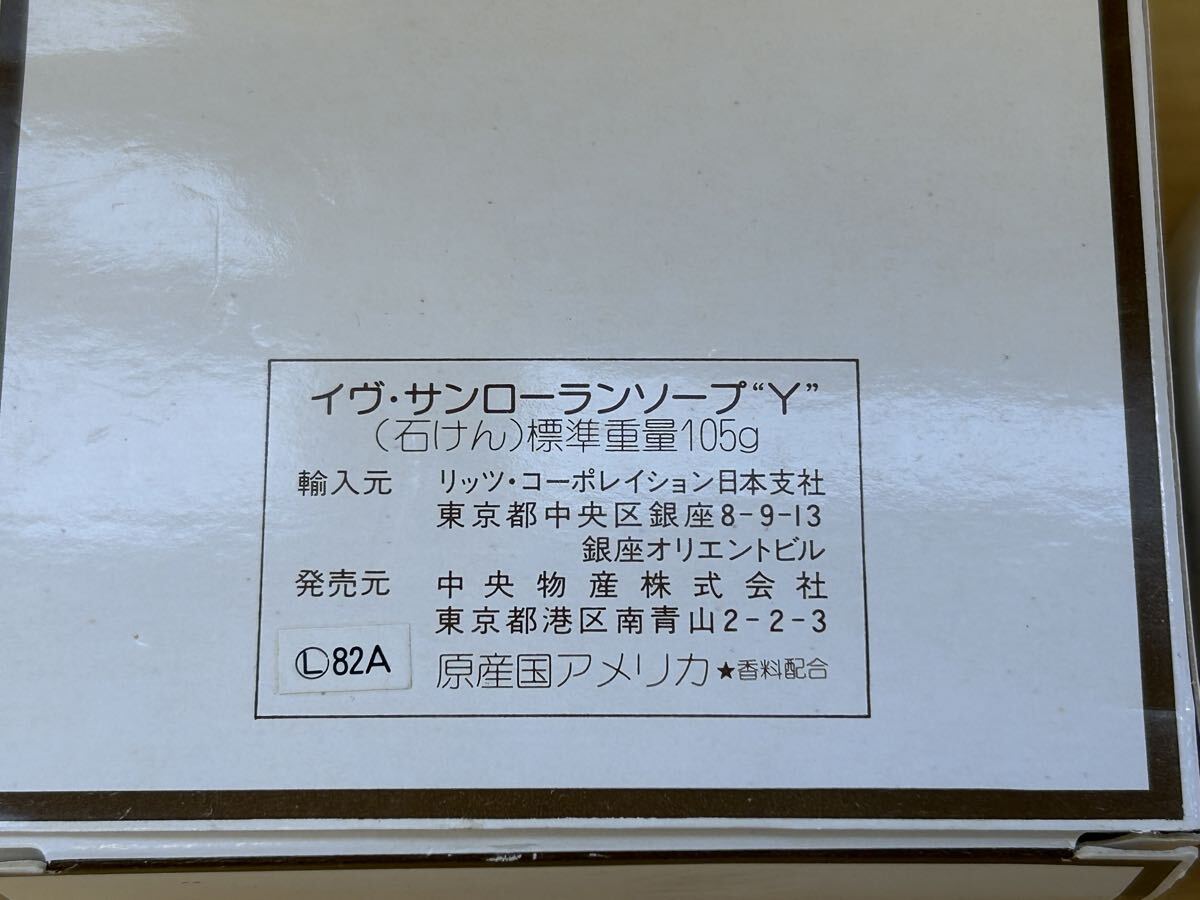 イヴ・サンローランソープ“Y”
（石けん）標準重量105g
輸入元 リッツ・コーポレイション日本支社
東京都中央区銀座8-9-13
銀座オリエントビル
発売元 中央物産株式会社
東京都港区南青山2-2-3
Ⓛ82A 原産国アメリカ★香料配合